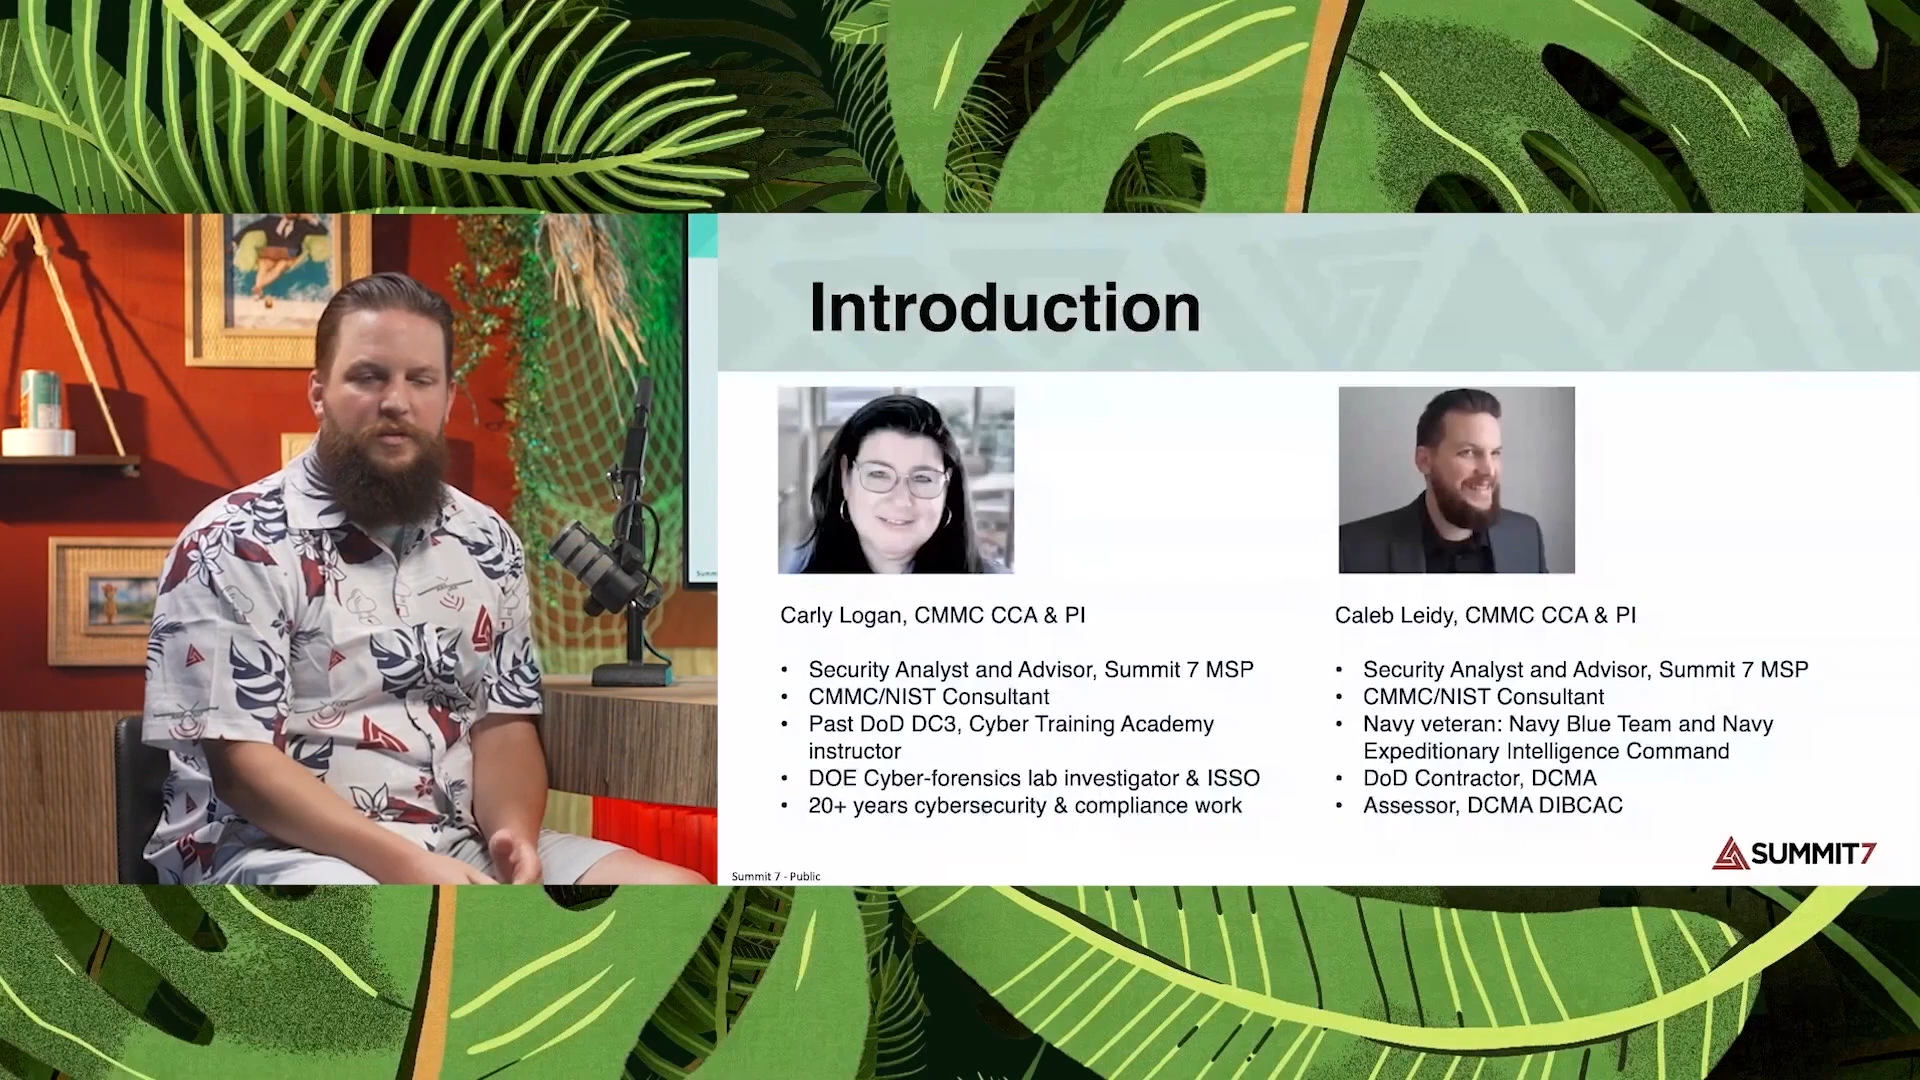 Introduction
Carly Logan, CMMC CCA & PI
• Security Analyst and Advisor, Summit 7 MSP
• CMMC/NIST Consultant
• Past DoD DC3, Cyber Training Academy
instructor
• DOE Cyber-forensics lab investigator & ISSO
• 20+ years cybersecurity & compliance work
Caleb Leidy, CMMC CCA & PI
• Security Analyst and Advisor, Summit 7 MSP
• CMMC/NIST Consultant
• Navy veteran: Navy Blue Team and Navy
Expeditionary Intelligence Command
• DoD Contractor, DCMA
• Assessor, DCMA DIBCAC
SUMMIT7
Summit 7 - Public